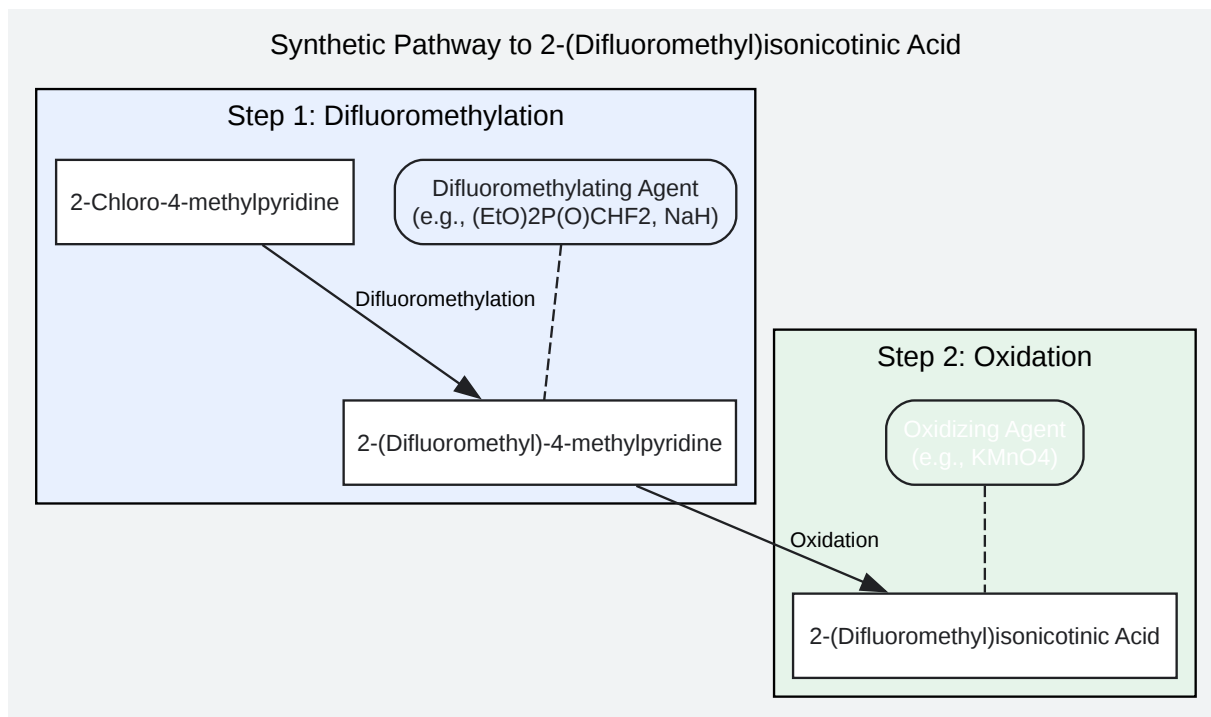 Synthetic Pathway to 2-(Difluoromethyl)isonicotinic Acid
Step 1: Difluoromethylation
2-Chloro-4-methylpyridine
Difluoromethylating Agent
(e.g., (EtO)2P(O)CHF2, NaH)
Difluoromethylation
2-(Difluoromethyl)-4-methylpyridine
Step 2: Oxidation
Oxidizing Agent
(e.g., KMnO4)
Oxidation
2-(Difluoromethyl)isonicotinic Acid